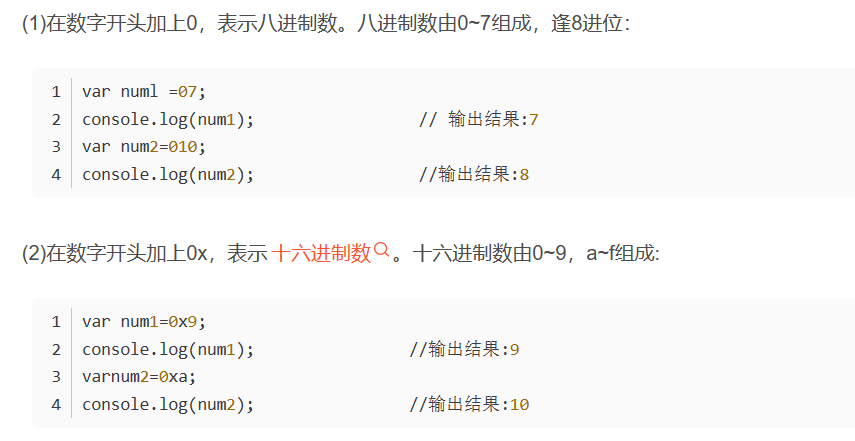 (1)在数字开头加上0，表示八进制数。八进制数由0~7组成，逢8进位：
1 var numl =07;
2 console.log(num1); // 输出结果:7
3 var num2=010;
4 console.log(num2); //输出结果:8
(2)在数字开头加上0x，表示十六进制数。十六进制数由0~9，a~f组成:
1 var num1=0x9;
2 console.log(num1); //输出结果:9
3 varnum2=0xa;
4 console.log(num2); //输出结果:10